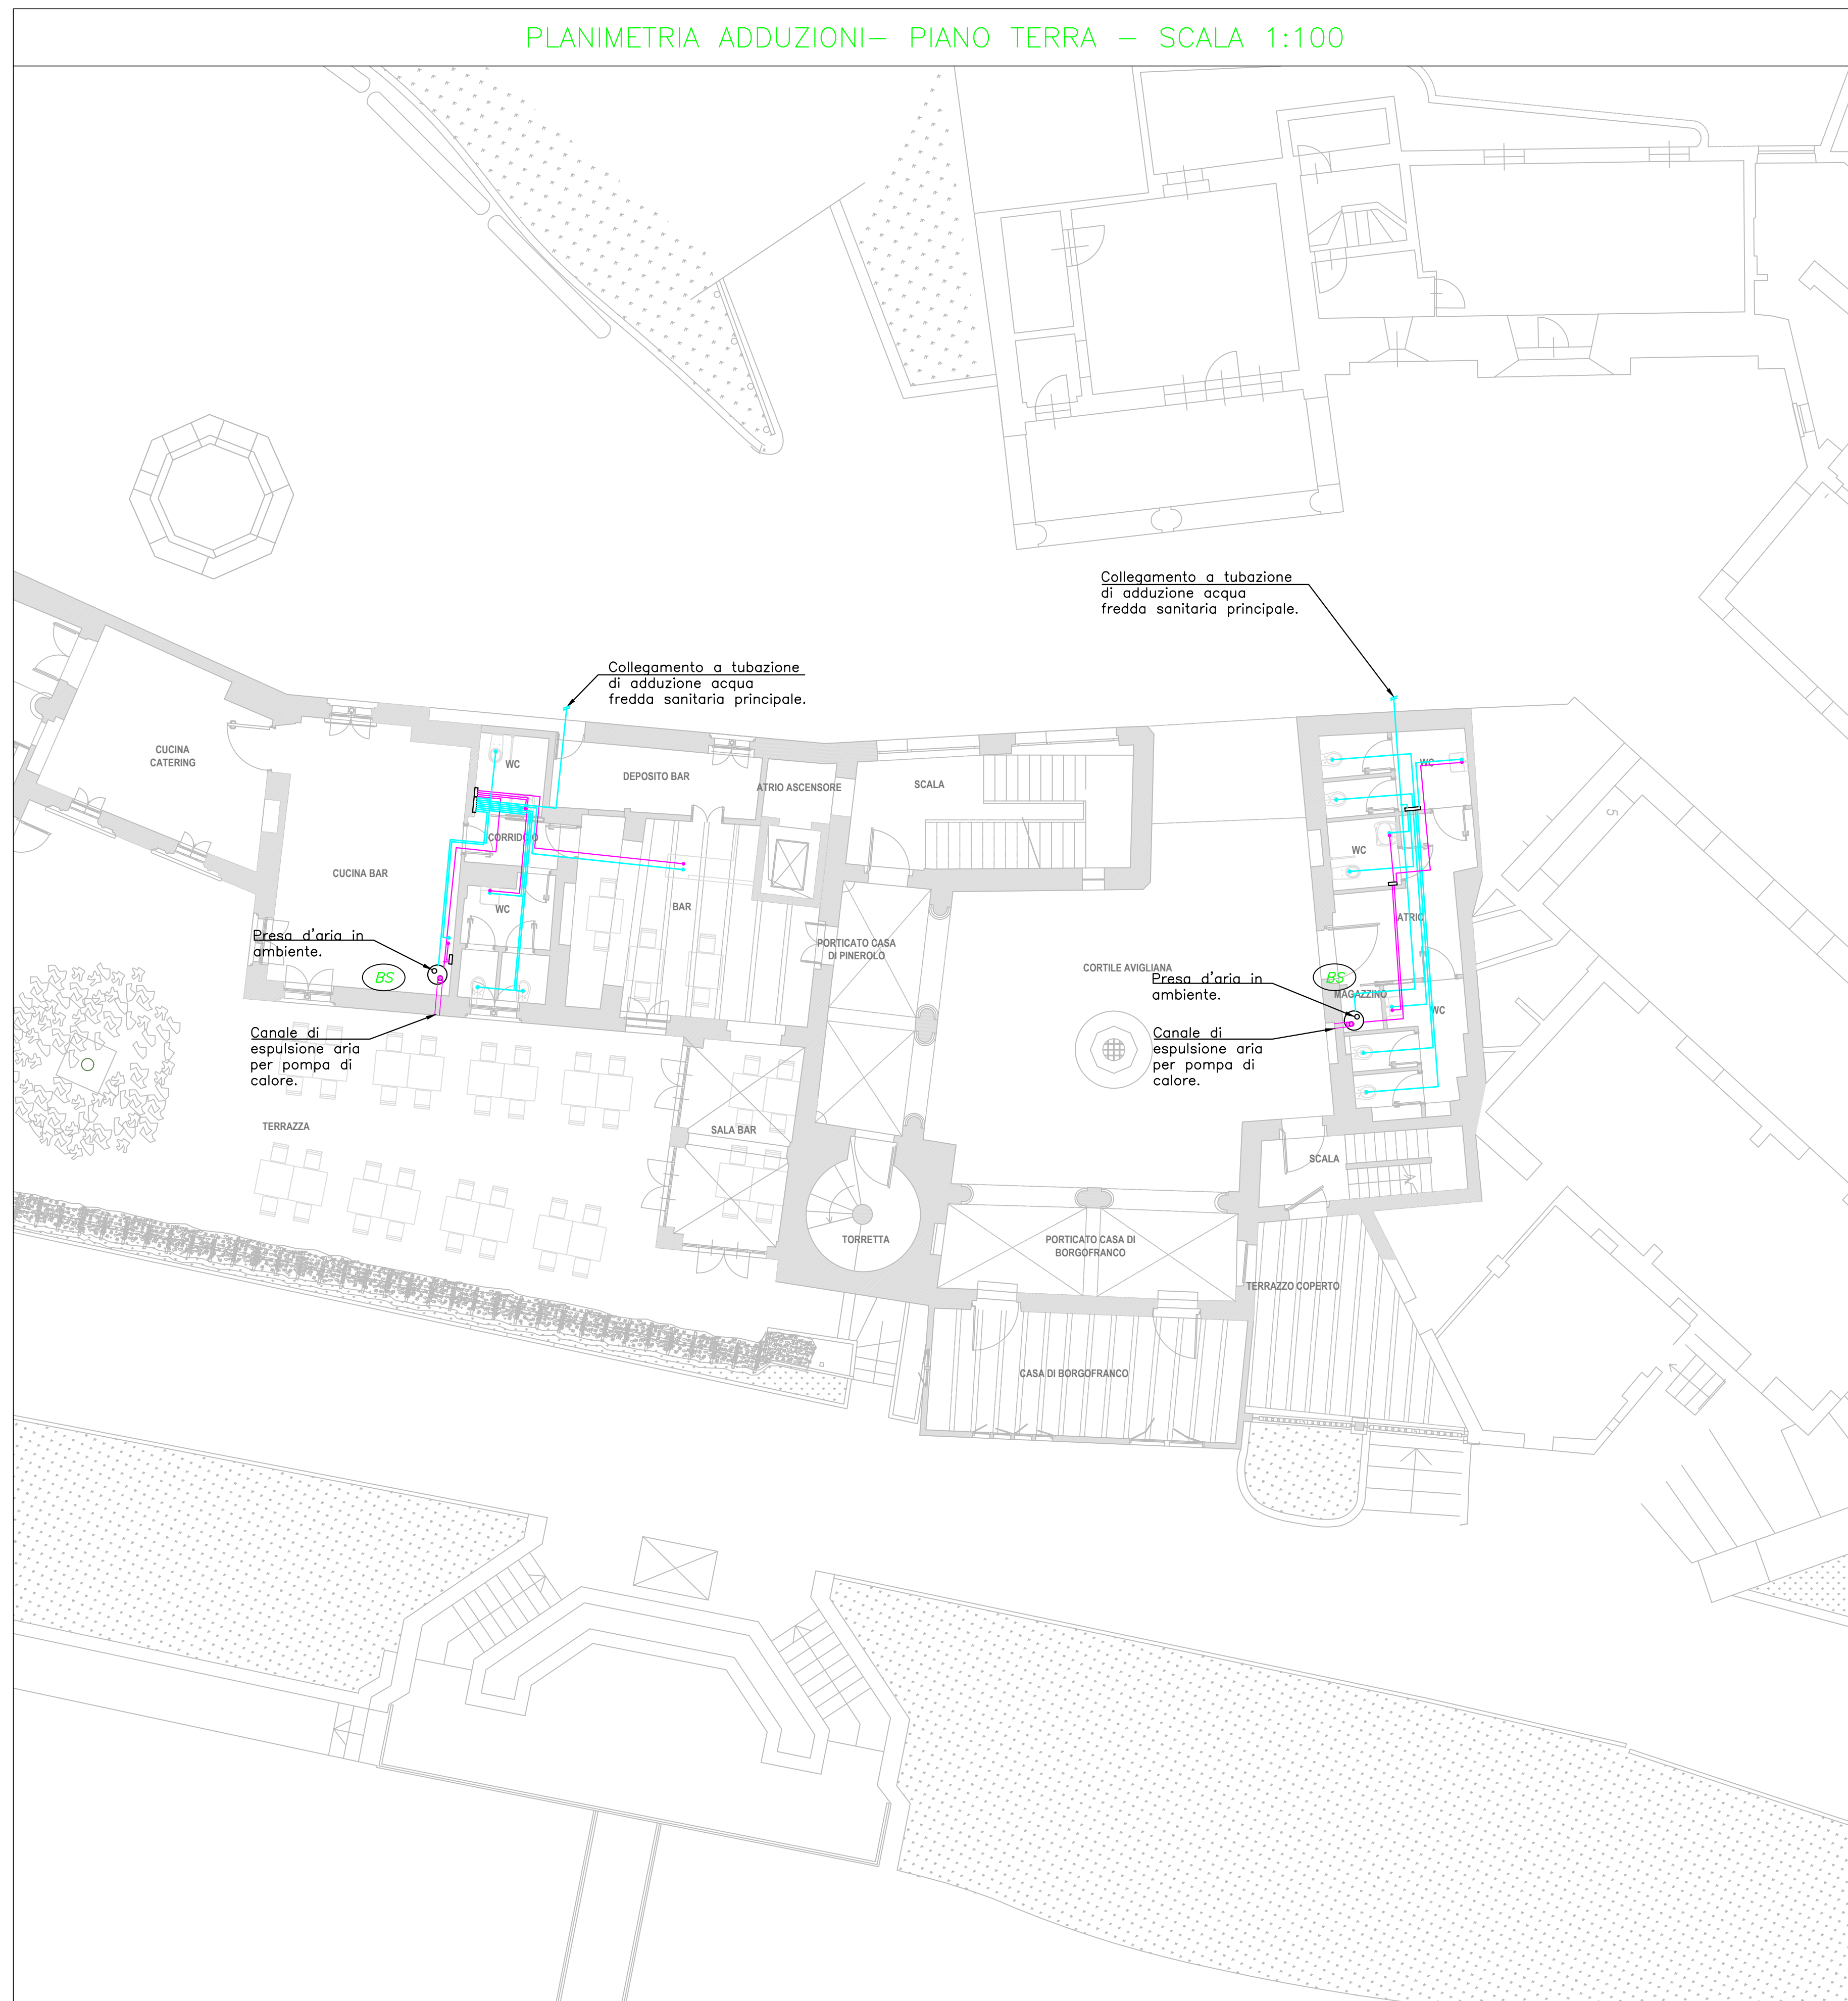 PLANIMETRIA ADDUZIONI- PIANO TERRA - SCALA 1:100
Collegamento a tubazione
di adduzione acqua
fredda sanitaria principale.
Collegamento a tubazione
di adduzione acqua
fredda sanitaria principale.
CUCINA
CATERING
WC
DEPOSITO BAR
ATRIO ASCENSORE
SCALA
WC
CORRIDOIO
CUCINA BAR
WC
BAR
WC
ATRIO
Presa d'aria in
ambiente.
BS
PORTICATO CASA
DI PINEROLO
CORTILE AVIGLIANA
Presa d'aria in
ambiente.
BS
MAGAZZINO
WC
Canale di
espulsione aria
per pompa di
calore.
Canale di
espulsione aria
per pompa di
calore.
TERRAZZA
SALA BAR
SCALA
TORRETTA
PORTICATO CASA DI
BORGOFRANCO
TERRAZZO COPERTO
CASA DI BORGOFRANCO
5